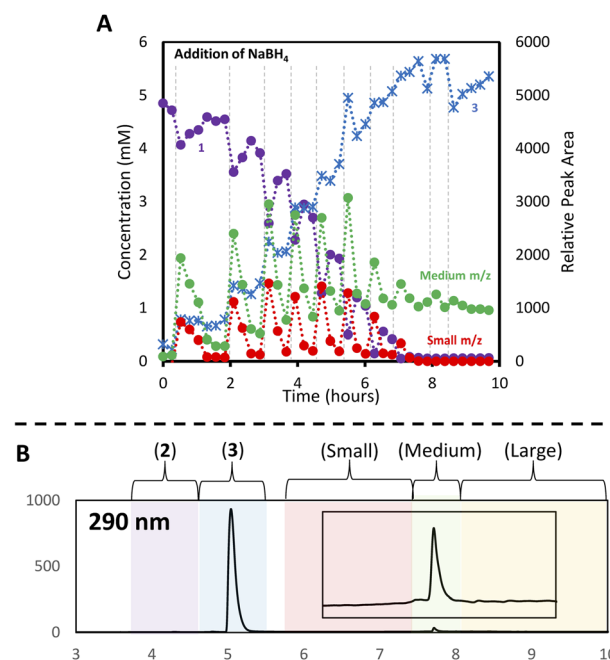 A
Addition of NaBH4
6
5
4
3
2
1
0
Concentration (mM)
6000
5000
4000
3000
2000
1000
0
Relative Peak Area
1
3
Medium m/z
Small m/z
0 2 4 6 8 10
Time (hours)
B
(2) (3) (Small) (Medium) (Large)
290 nm
1000
500
0
3 4 5 6 7 8 9 10